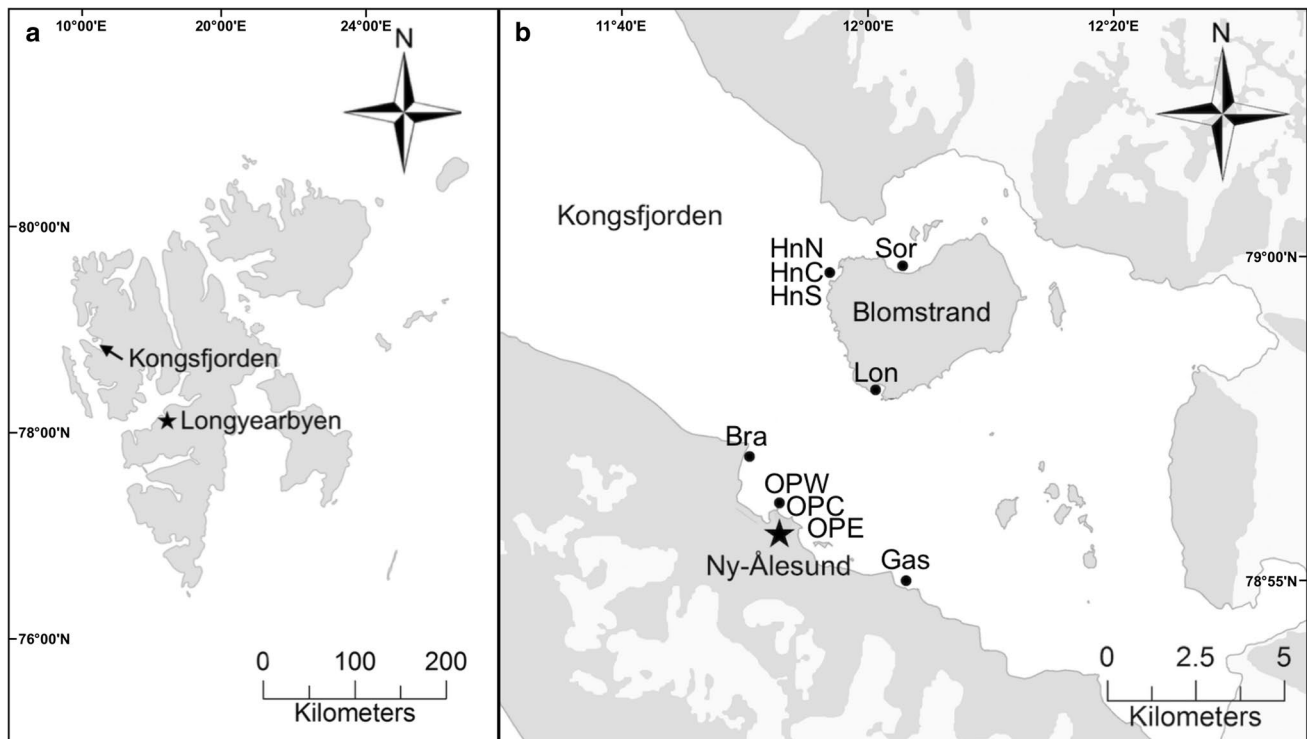 a
10°00'E 20°00'E 24°00'E
N
80°00'N
Kongsfjorden
Longyearbyen
78°00'N
76°00'N
0 100 200
Kilometers
b
11°40'E 12°00'E 12°20'E
N
Kongsfjorden
HnN
HnC
HnS
Sor
79°00'N
Blomstrand
Lon
Bra
OPW
OPC
OPE
Ny-Ålesund
Gas
78°55'N
0 2.5 5
Kilometers